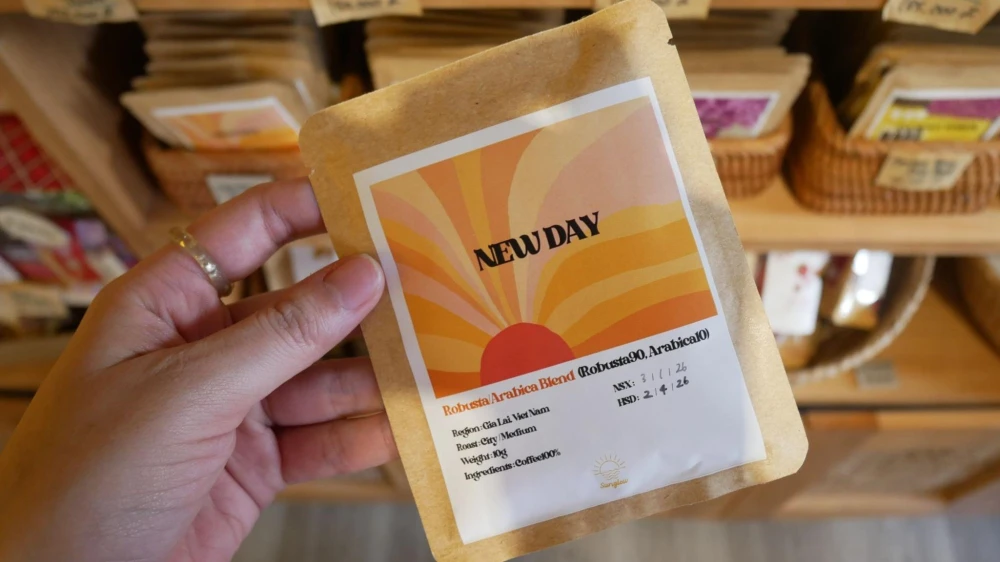 NEW DAY
Robusta/Arabica Blend (Robusta90, Arabica10)
Region: Gia Lai, Viet Nam
Roast: City/Medium
Weight: 10g
Ingredients: Coffee100%
NSX: 3 / 1 / 26
HSD: 2 / 4 / 26